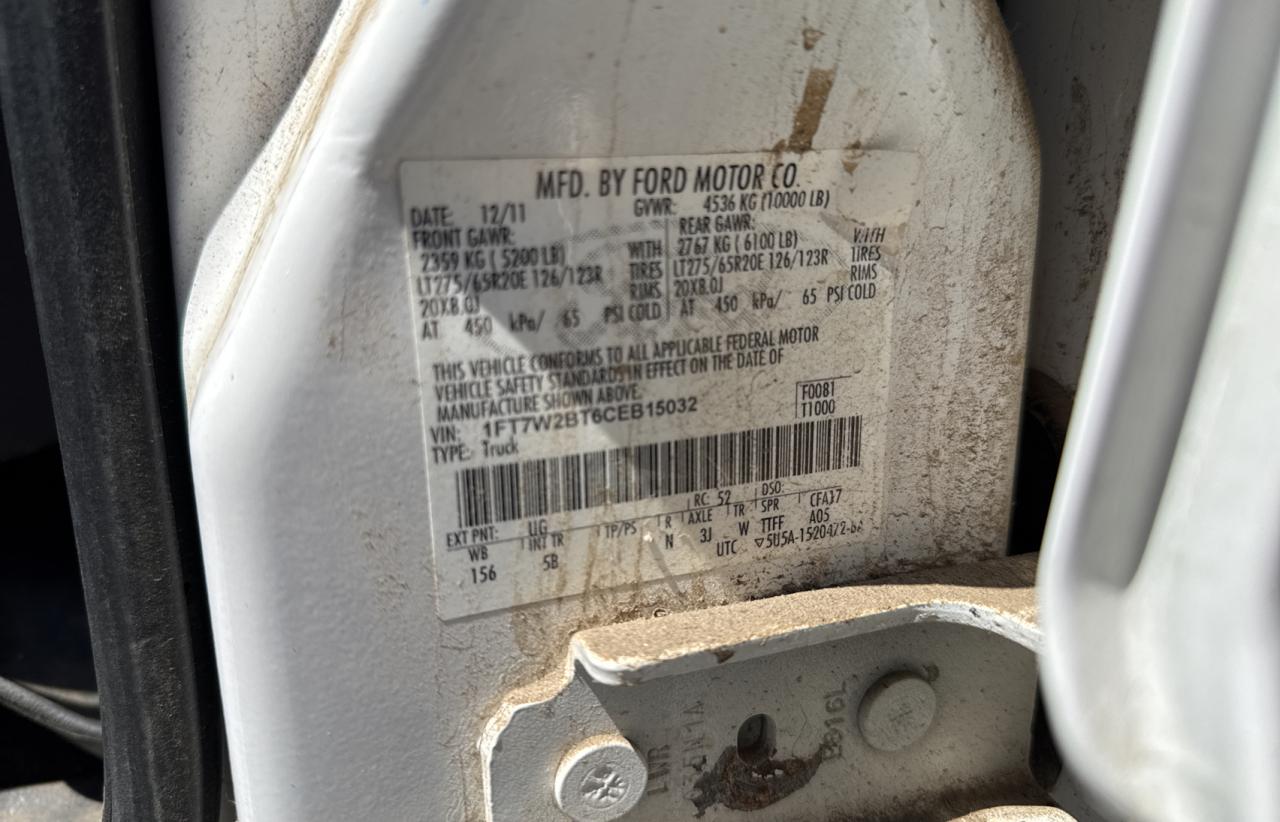 MFD. BY FORD MOTOR CO.
DATE: 12/11 GVWR: 4536 KG (10000 LB)
FRONT GAWR: REAR GAWR:
2359 KG ( 5200 LB) WITH 2767 KG ( 6100 LB) WITH
LT275/65R20E 126/123R TIRES LT275/65R20E 126/123R TIRES
20X8.0J RIMS 20X8.0J RIMS
AT 450 kPa/ 65 PSI COLD AT 450 kPa/ 65 PSI COLD
THIS VEHICLE CONFORMS TO ALL APPLICABLE FEDERAL MOTOR
VEHICLE SAFETY STANDARDS IN EFFECT ON THE DATE OF
MANUFACTURE SHOWN ABOVE.
VIN: 1FT7W2BT6CEB15032 F0081
TYPE: Truck T1000
EXT PNT: UG RC: 52 DSO:
WB INT TR TP/PS R AXLE TR SPR CFA17
156 5B N 3J W TTFF A05
UTC ▽5U5A-1520472-